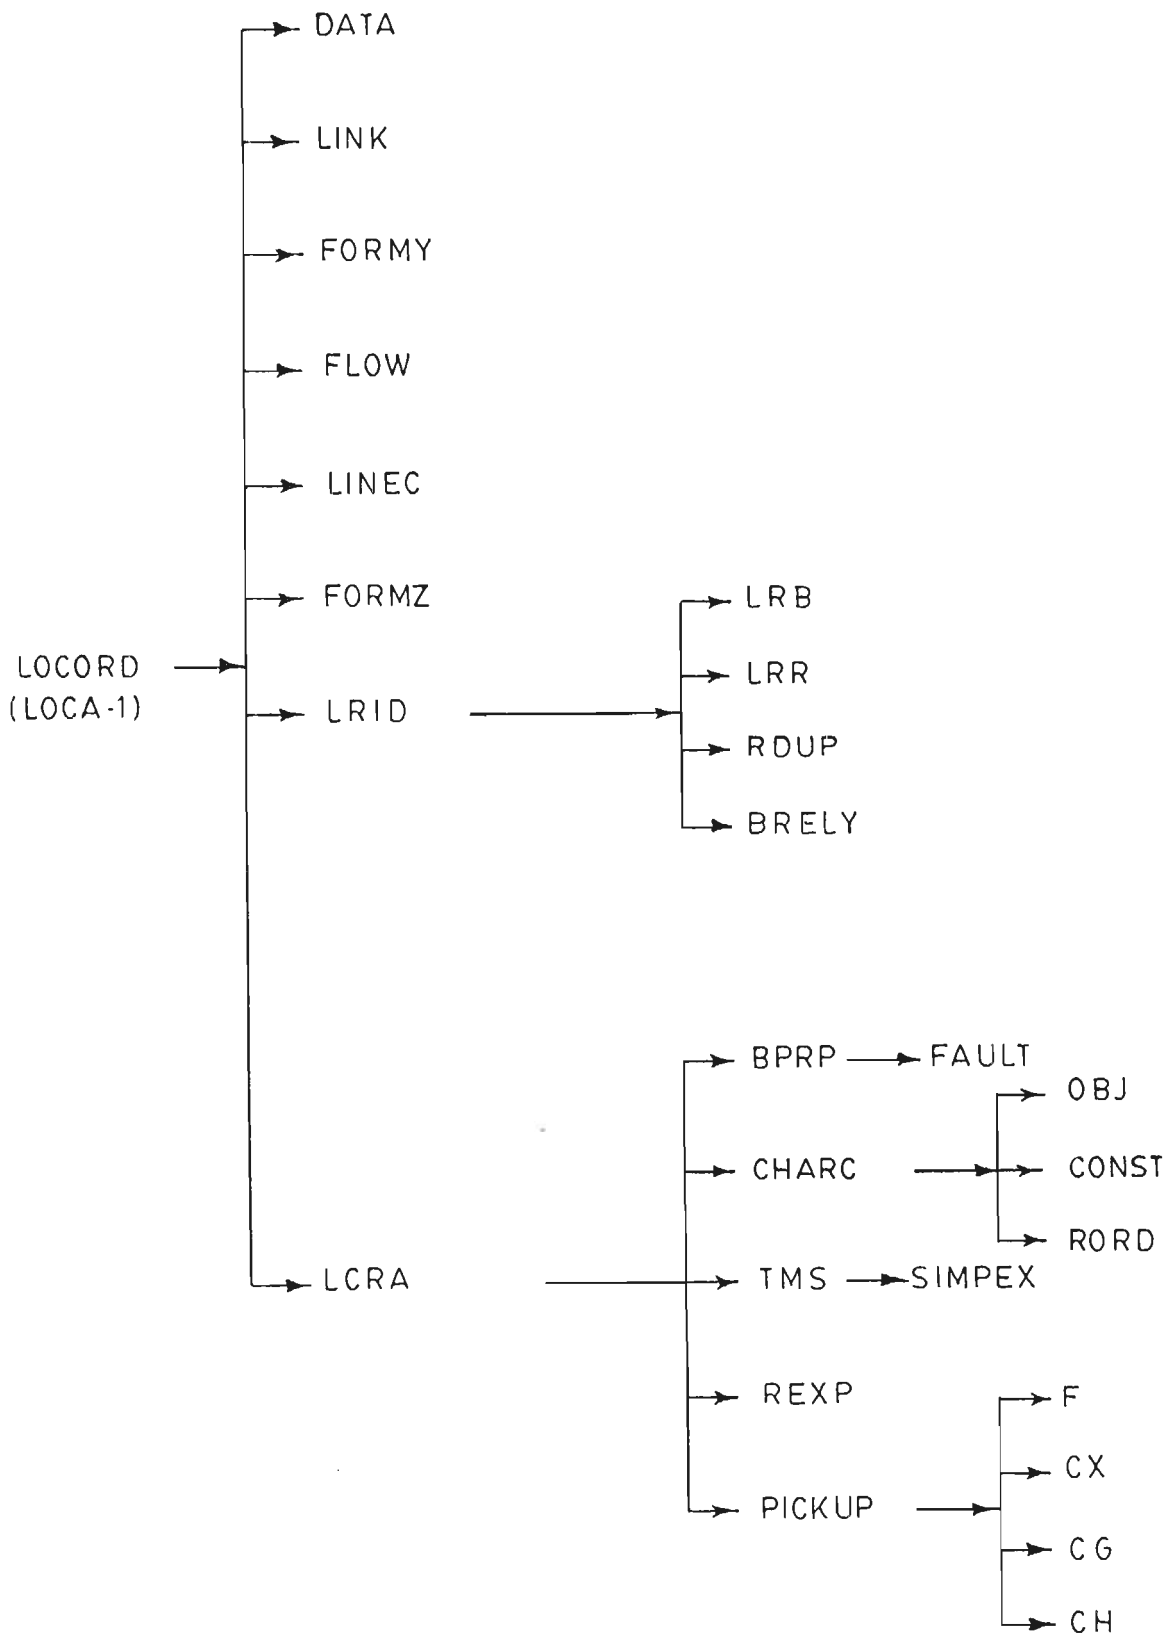 DATA
LINK
FORMY
FLOW
LINEC
FORMZ
LOCORD
(LOCA-1)
LRID
LRB
LRR
RDUP
BRELY
LCRA
BPRP
FAULT
CHARC
OBJ
CONST
RORD
TMS
SIMPEX
REXP
PICKUP
F
CX
CG
CH